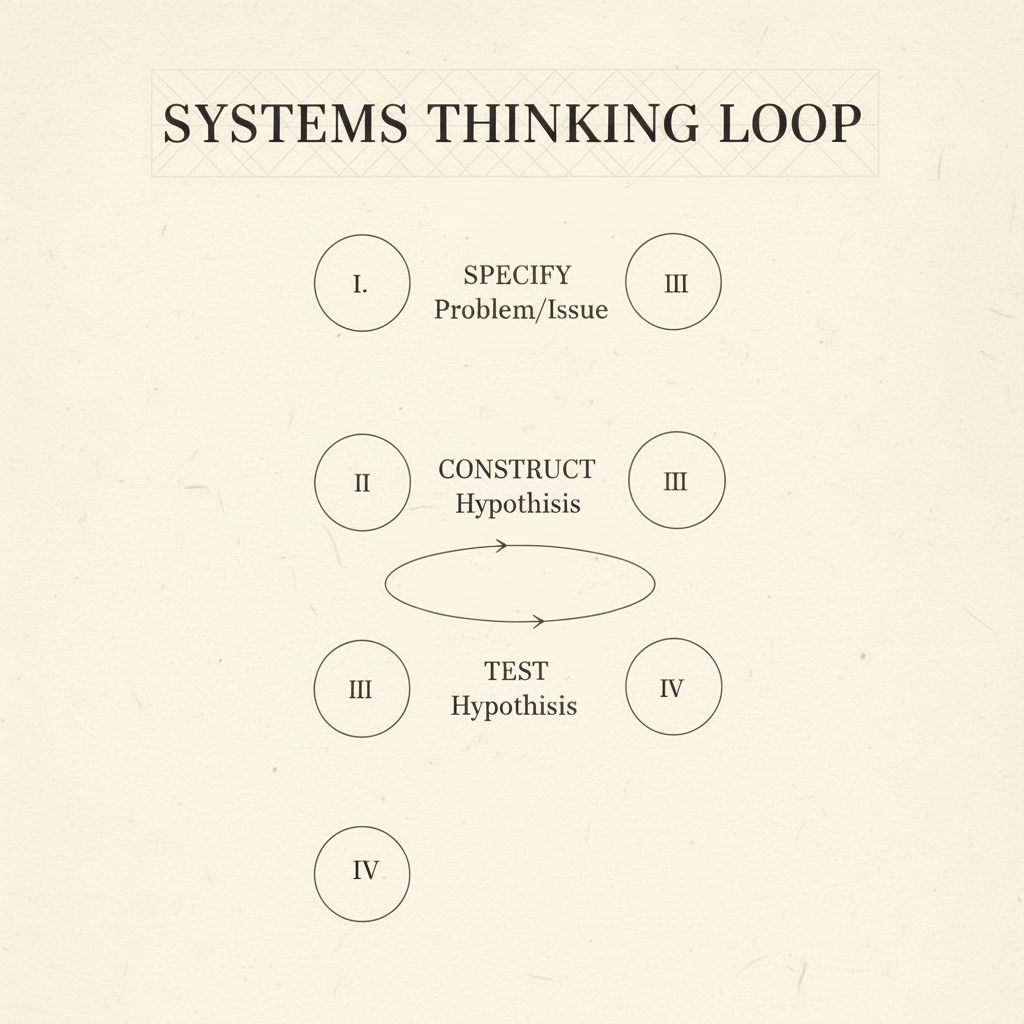 SYSTEMS THINKING LOOP
I.
SPECIFY
Problem/Issue
III
II
CONSTRUCT
Hypothisis
III
III
TEST
Hypothisis
IV
IV